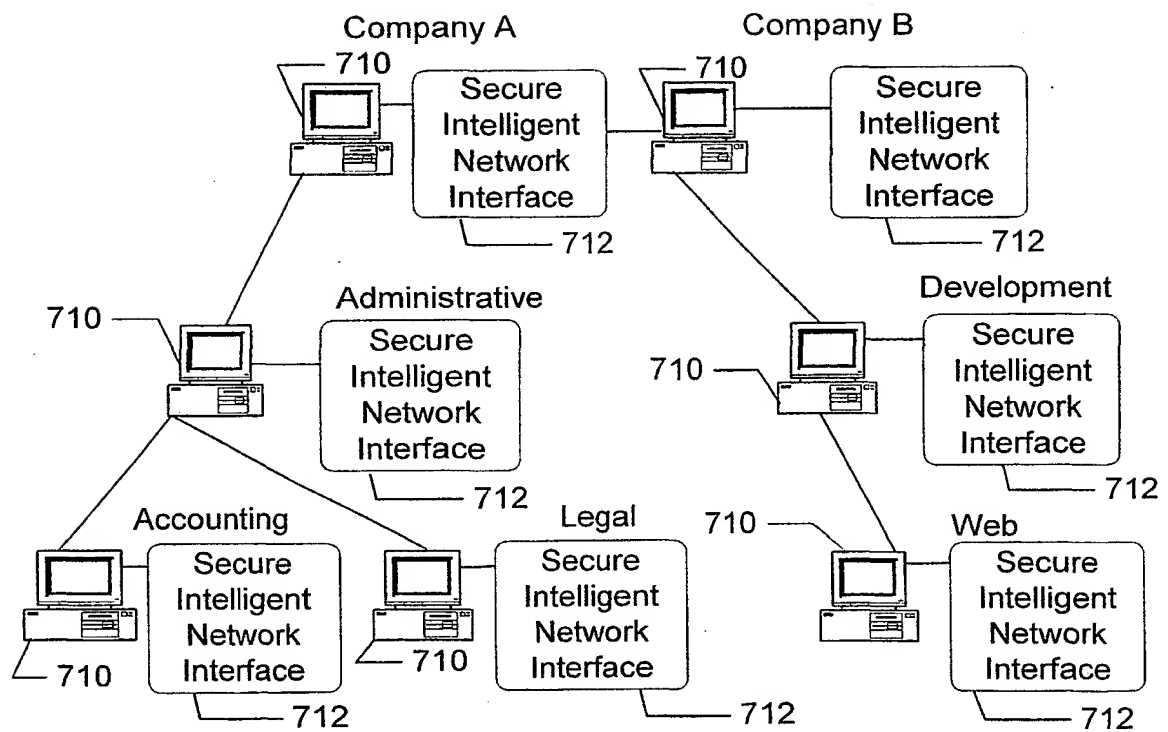 Company A
Company B
710
710
Secure
Intelligent
Network
Interface
Secure
Intelligent
Network
Interface
712
712
Administrative
Development
710
Secure
Intelligent
Network
Interface
710
Secure
Intelligent
Network
Interface
712
712
Accounting
Legal
710
Web
Secure
Intelligent
Network
Interface
Secure
Intelligent
Network
Interface
Secure
Intelligent
Network
Interface
710
710
712
712
712